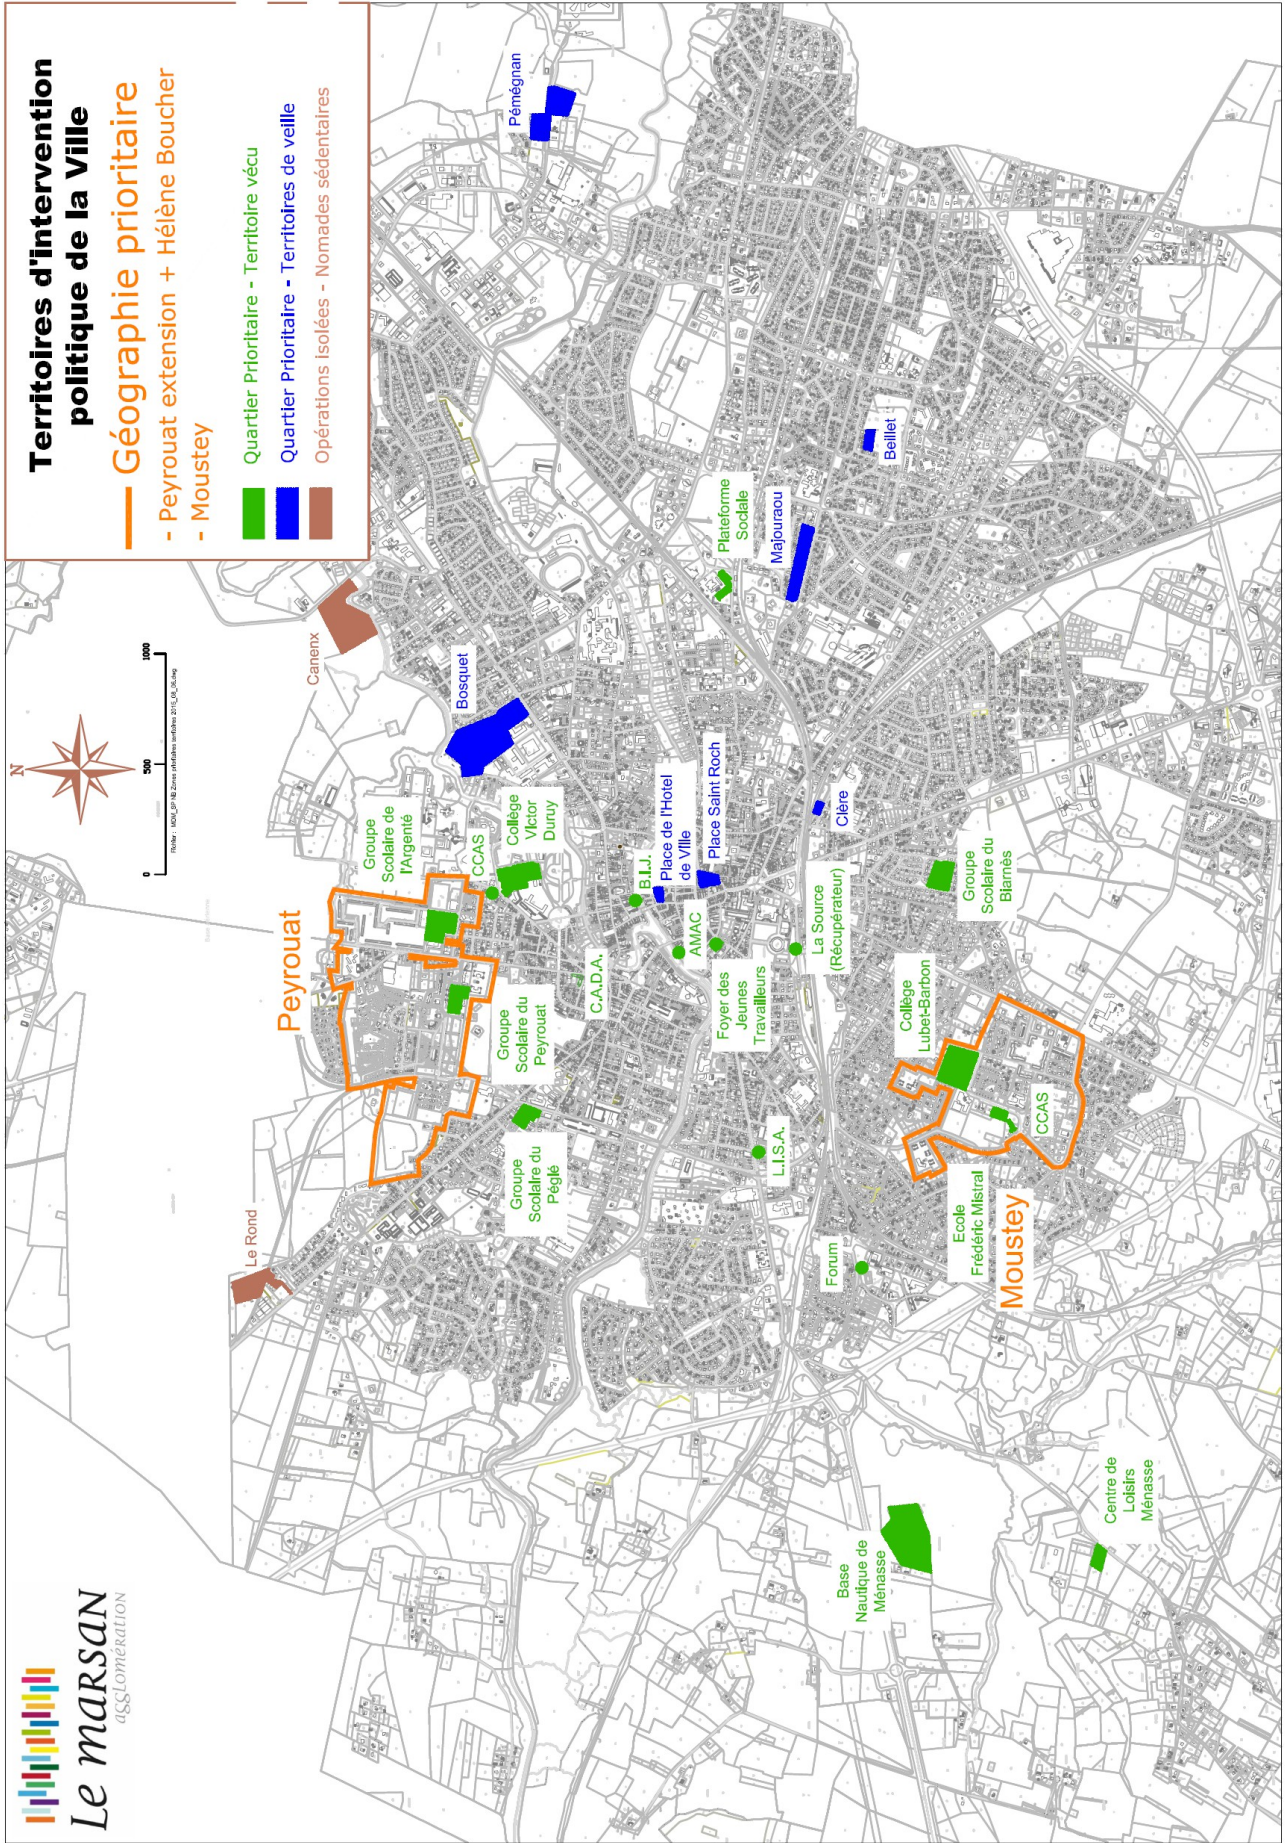 Territoires d'intervention
politique de la Ville
Géographie prioritaire
- Peyrouat extension + Hélène Boucher
- Moustey
Quartier Prioritaire - Territoire vécu
Quartier Prioritaire - Territoires de veille
Opérations isolées - Nomades sédentaires
Le marsan
agglomération
N
0
500
1000
Le Rond
Peyrouat
Canenx
Groupe
Scolaire de
l'Argenté
CCAS
Collège
Victor
Duruy
Bosquet
Pémégnan
Groupe
Scolaire du
Peyrouat
Groupe
Scolaire du
Péglé
C.A.D.A.
B.I.J.
Place de l'Hotel
de Ville
Place Saint Roch
AMAC
Foyer des
Jeunes
Travailleurs
L.I.S.A.
La Source
(Récupérateur)
Plateforme
Sociale
Majouraou
Beillet
Clère
Forum
Collège
Lubet-Barbon
Groupe
Scolaire du
Biarnès
CCAS
Ecole
Frédéric Mistral
Moustey
Base
Nautique de
Ménasse
Centre de
Loisirs
Ménasse